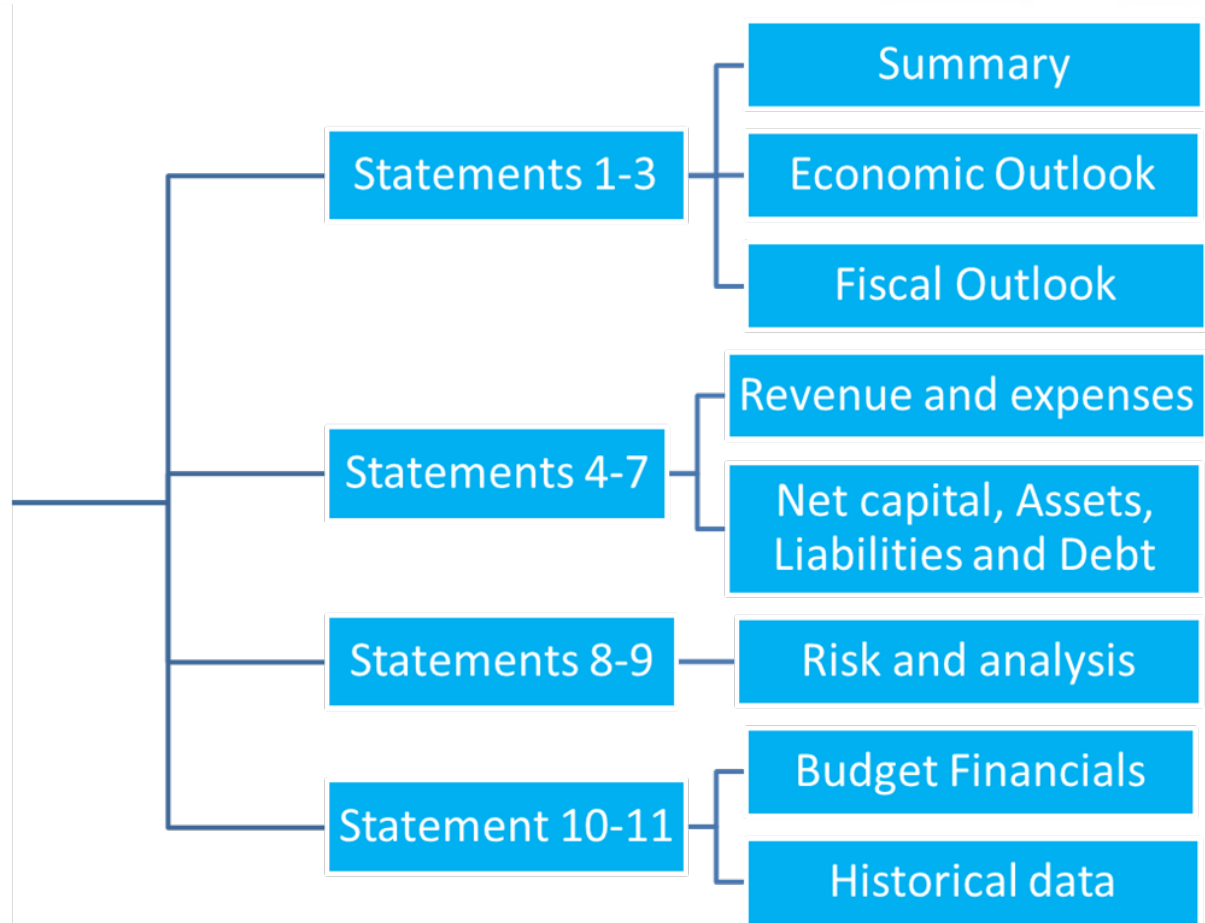 Summary
Statements 1-3
Economic Outlook
Fiscal Outlook
Revenue and expenses
Statements 4-7
Net capital, Assets,
Liabilities and Debt
Statements 8-9
Risk and analysis
Budget Financials
Statement 10-11
Historical data